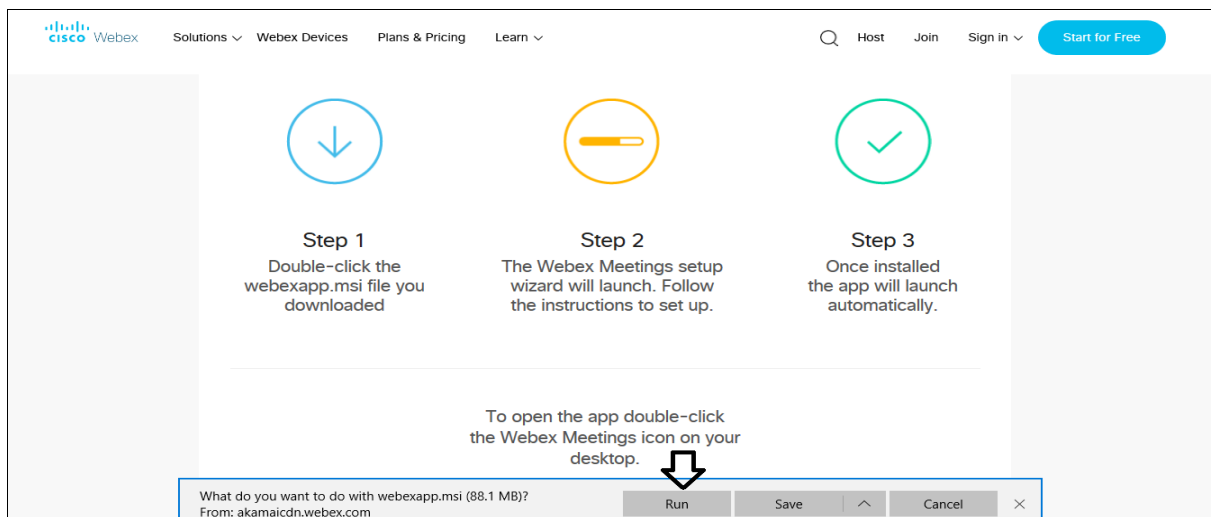 CISCO Webex Solutions Webex Devices Plans & Pricing Learn Host Join Sign in Start for Free
Step 1
Double-click the
webexapp.msi file you
downloaded
Step 2
The Webex Meetings setup
wizard will launch. Follow
the instructions to set up.
Step 3
Once installed
the app will launch
automatically.
To open the app double-click
the Webex Meetings icon on your
desktop.
What do you want to do with webexapp.msi (88.1 MB)?
From: akamaicdn.webex.com
Run Save Cancel